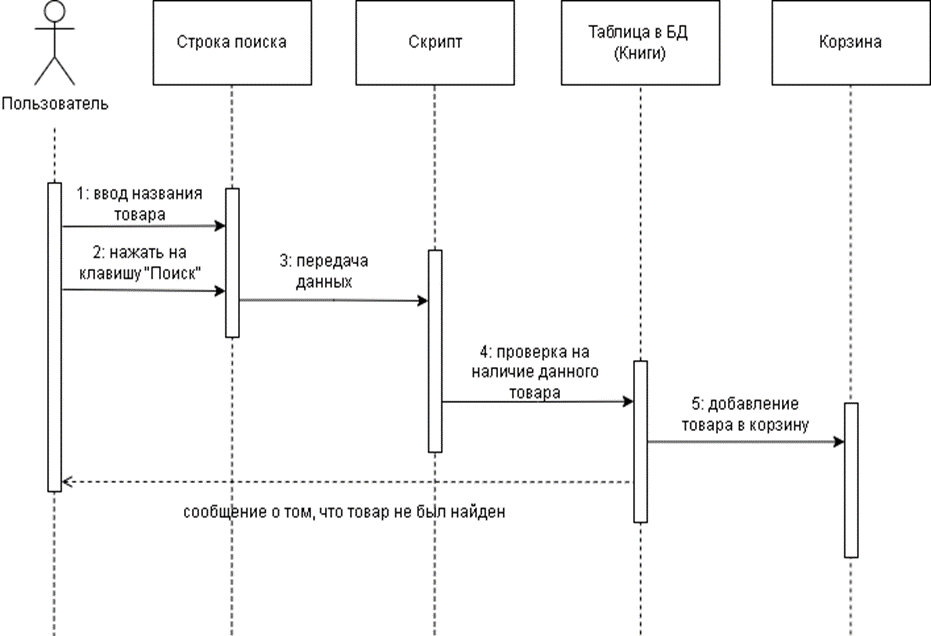 Строка поиска
Скрипт
Таблица в БД
(Книги)
Корзина
Пользователь
1: ввод названия
товара
2: нажать на
клавишу "Поиск"
3: передача
данных
4: проверка на
наличие данного
товара
5: добавление
товара в корзину
сообщение о том, что товар не был найден